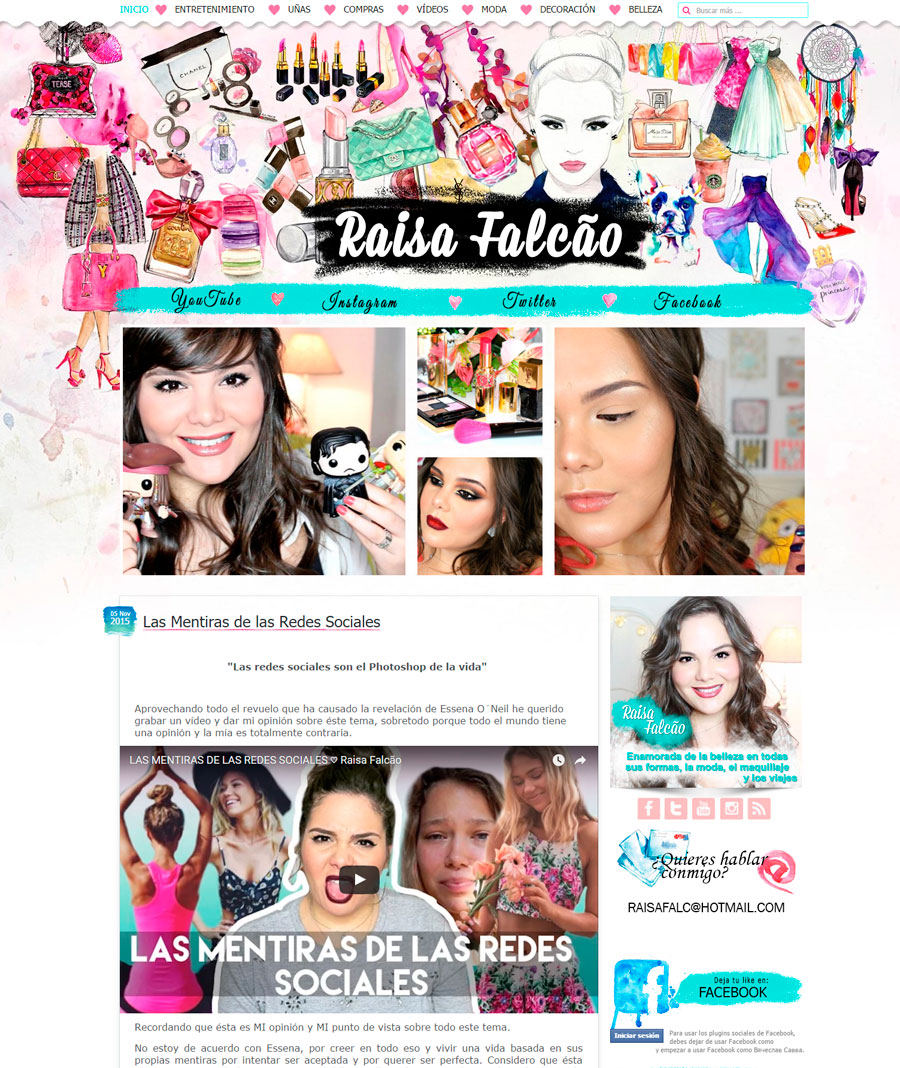 INICIO ENTRETENIMIENTO UÑAS COMPRAS VÍDEOS MODA DECORACIÓN BELLEZA Buscar más ...
TEASE
CHANEL
Miss Dior
Raisa Falcão
princess
YouTube Instagram Twitter Facebook
05 Nov
2015
Las Mentiras de las Redes Sociales
"Las redes sociales son el Photoshop de la vida"
Aprovechando todo el revuelo que ha causado la revelación de Essena O´Neil he querido
grabar un vídeo y dar mi opinión sobre éste tema, sobretodo porque todo el mundo tiene
una opinión y la mía es totalmente contraria.
LAS MENTIRAS DE LAS REDES SOCIALES ♡ Raisa Falcão
LAS MENTIRAS DE LAS REDES
SOCIALES
Recordando que ésta es MI opinión y MI punto de vista sobre todo este tema.
No estoy de acuerdo con Essena, por creer en todo eso y vivir una vida basada en sus
propias mentiras por intentar ser aceptada y por querer ser perfecta. Considero que ésta
Raisa
Falcão
Enamorada de la belleza en todas
sus formas, la moda, el maquillaje
y los viajes
You
Tube
¿Quieres hablar
conmigo?
RAISAFALC@HOTMAIL.COM
Deja tu like en:
FACEBOOK
Iniciar sesión
Para usar los plugins sociales de Facebook,
debes dejar de usar Facebook como
y empezar a usar Facebook como Вячеслав Савва.